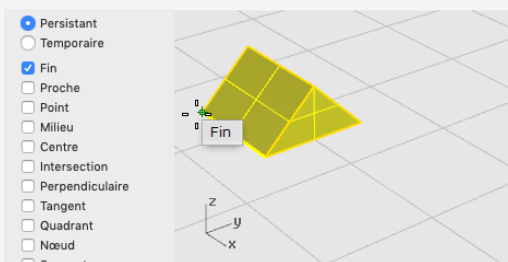 Persistant
Temporaire
Fin
Proche
Point
Milieu
Centre
Intersection
Perpendiculaire
Tangent
Quadrant
Nœud
Fin
z
y
x